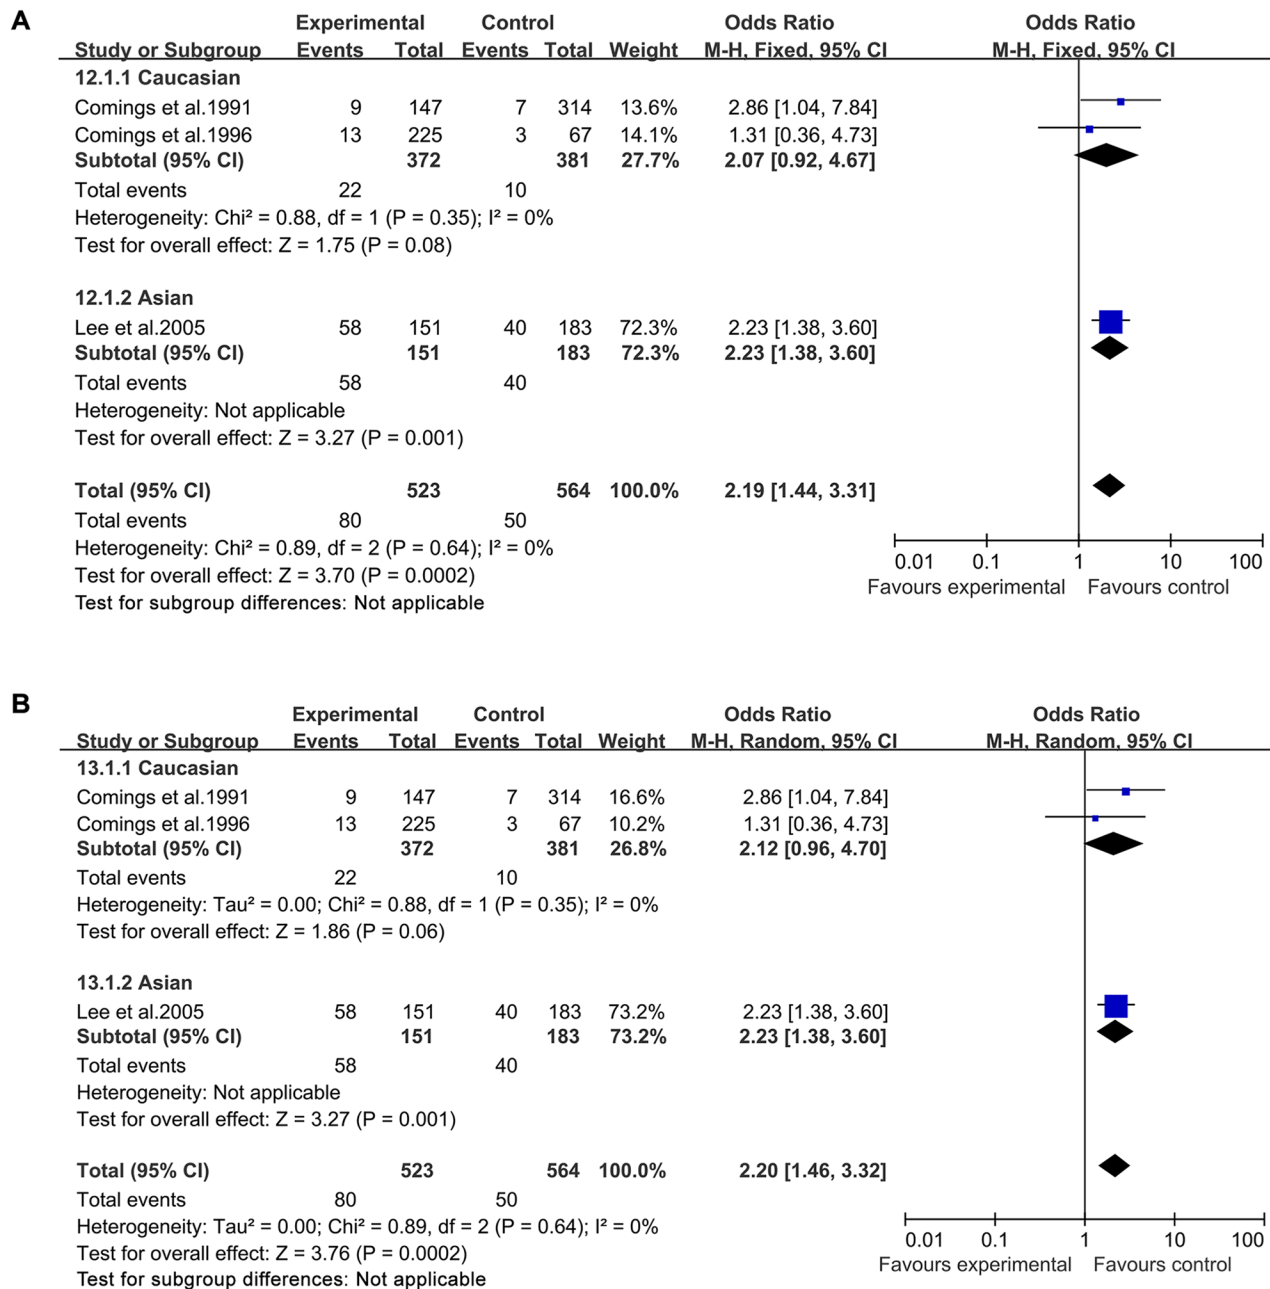 A
Experimental Control Odds Ratio Odds Ratio
Study or Subgroup Events Total Events Total Weight M-H, Fixed, 95% CI M-H, Fixed, 95% CI
12.1.1 Caucasian
Comings et al.1991 9 147 7 314 13.6% 2.86 [1.04, 7.84]
Comings et al.1996 13 225 3 67 14.1% 1.31 [0.36, 4.73]
Subtotal (95% CI) 372 381 27.7% 2.07 [0.92, 4.67]
Total events 22 10
Heterogeneity: Chi² = 0.88, df = 1 (P = 0.35); I² = 0%
Test for overall effect: Z = 1.75 (P = 0.08)
12.1.2 Asian
Lee et al.2005 58 151 40 183 72.3% 2.23 [1.38, 3.60]
Subtotal (95% CI) 151 183 72.3% 2.23 [1.38, 3.60]
Total events 58 40
Heterogeneity: Not applicable
Test for overall effect: Z = 3.27 (P = 0.001)
Total (95% CI) 523 564 100.0% 2.19 [1.44, 3.31]
Total events 80 50
Heterogeneity: Chi² = 0.89, df = 2 (P = 0.64); I² = 0%
Test for overall effect: Z = 3.70 (P = 0.0002)
Test for subgroup differences: Not applicable
0.01 0.1 1 10 100
Favours experimental Favours control
B
Experimental Control Odds Ratio Odds Ratio
Study or Subgroup Events Total Events Total Weight M-H, Random, 95% CI M-H, Random, 95% CI
13.1.1 Caucasian
Comings et al.1991 9 147 7 314 16.6% 2.86 [1.04, 7.84]
Comings et al.1996 13 225 3 67 10.2% 1.31 [0.36, 4.73]
Subtotal (95% CI) 372 381 26.8% 2.12 [0.96, 4.70]
Total events 22 10
Heterogeneity: Tau² = 0.00; Chi² = 0.88, df = 1 (P = 0.35); I² = 0%
Test for overall effect: Z = 1.86 (P = 0.06)
13.1.2 Asian
Lee et al.2005 58 151 40 183 73.2% 2.23 [1.38, 3.60]
Subtotal (95% CI) 151 183 73.2% 2.23 [1.38, 3.60]
Total events 58 40
Heterogeneity: Not applicable
Test for overall effect: Z = 3.27 (P = 0.001)
Total (95% CI) 523 564 100.0% 2.20 [1.46, 3.32]
Total events 80 50
Heterogeneity: Tau² = 0.00; Chi² = 0.89, df = 2 (P = 0.64); I² = 0%
Test for overall effect: Z = 3.76 (P = 0.0002)
Test for subgroup differences: Not applicable
0.01 0.1 1 10 100
Favours experimental Favours control